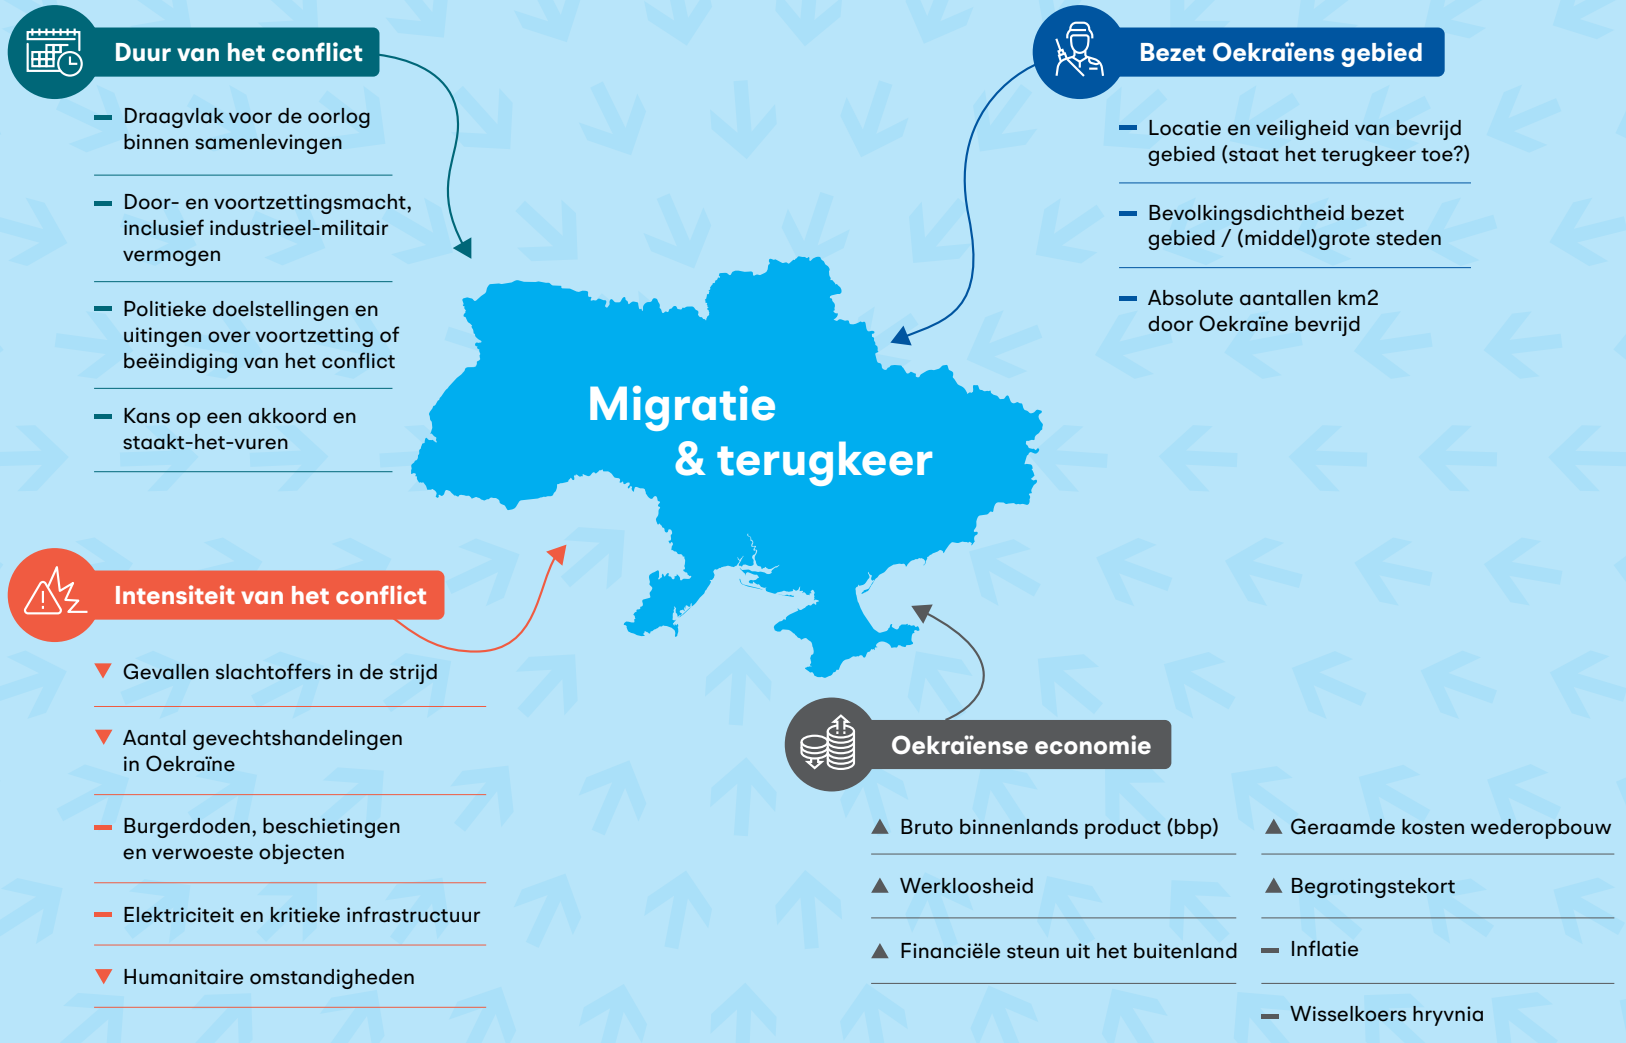 Duur van het conflict
Draagvlak voor de oorlog
binnen samenlevingen
Door- en voortzettingsmacht,
inclusief industrieel-militair
vermogen
Politieke doelstellingen en
uitingen over voortzetting of
beëindiging van het conflict
Kans op een akkoord en
staakt-het-vuren
Bezet Oekraïens gebied
Locatie en veiligheid van bevrijd
gebied (staat het terugkeer toe?)
Bevolkingsdichtheid bezet
gebied / (middel)grote steden
Absolute aantallen km2
door Oekraïne bevrijd
Migratie
& terugkeer
Intensiteit van het conflict
Gevallen slachtoffers in de strijd
Aantal gevechtshandelingen
in Oekraïne
Burgerdoden, beschietingen
en verwoeste objecten
Elektriciteit en kritieke infrastructuur
Humanitaire omstandigheden
Oekraïense economie
Bruto binnenlands product (bbp)
Werkloosheid
Financiële steun uit het buitenland
Geraamde kosten wederopbouw
Begrotingstekort
Inflatie
Wisselkoers hryvnia